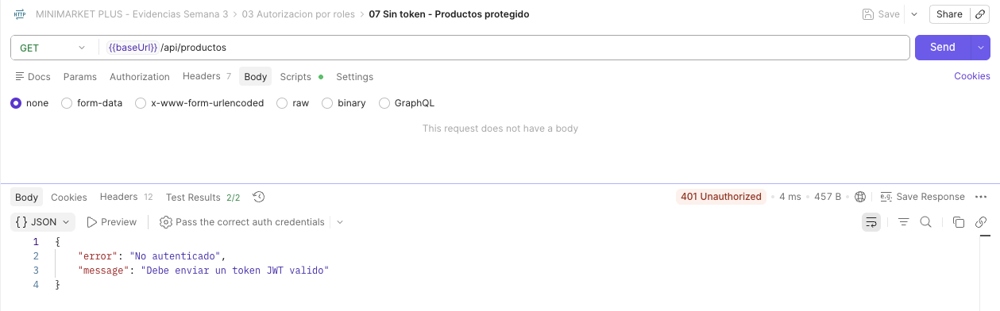 HTTP MINIMARKET PLUS - Evidencias Semana 3 > 03 Autorizacion por roles > 07 Sin token - Productos protegido Save Share
GET {{baseUrl}}/api/productos Send
Docs Params Authorization Headers 7 Body Scripts Settings Cookies
none form-data x-www-form-urlencoded raw binary GraphQL
This request does not have a body
Body Cookies Headers 12 Test Results 2/2 401 Unauthorized • 4 ms • 457 B • e.g. Save Response
{} JSON Preview Pass the correct auth credentials
1 {
2 "error": "No autenticado",
3 "message": "Debe enviar un token JWT valido"
4 }